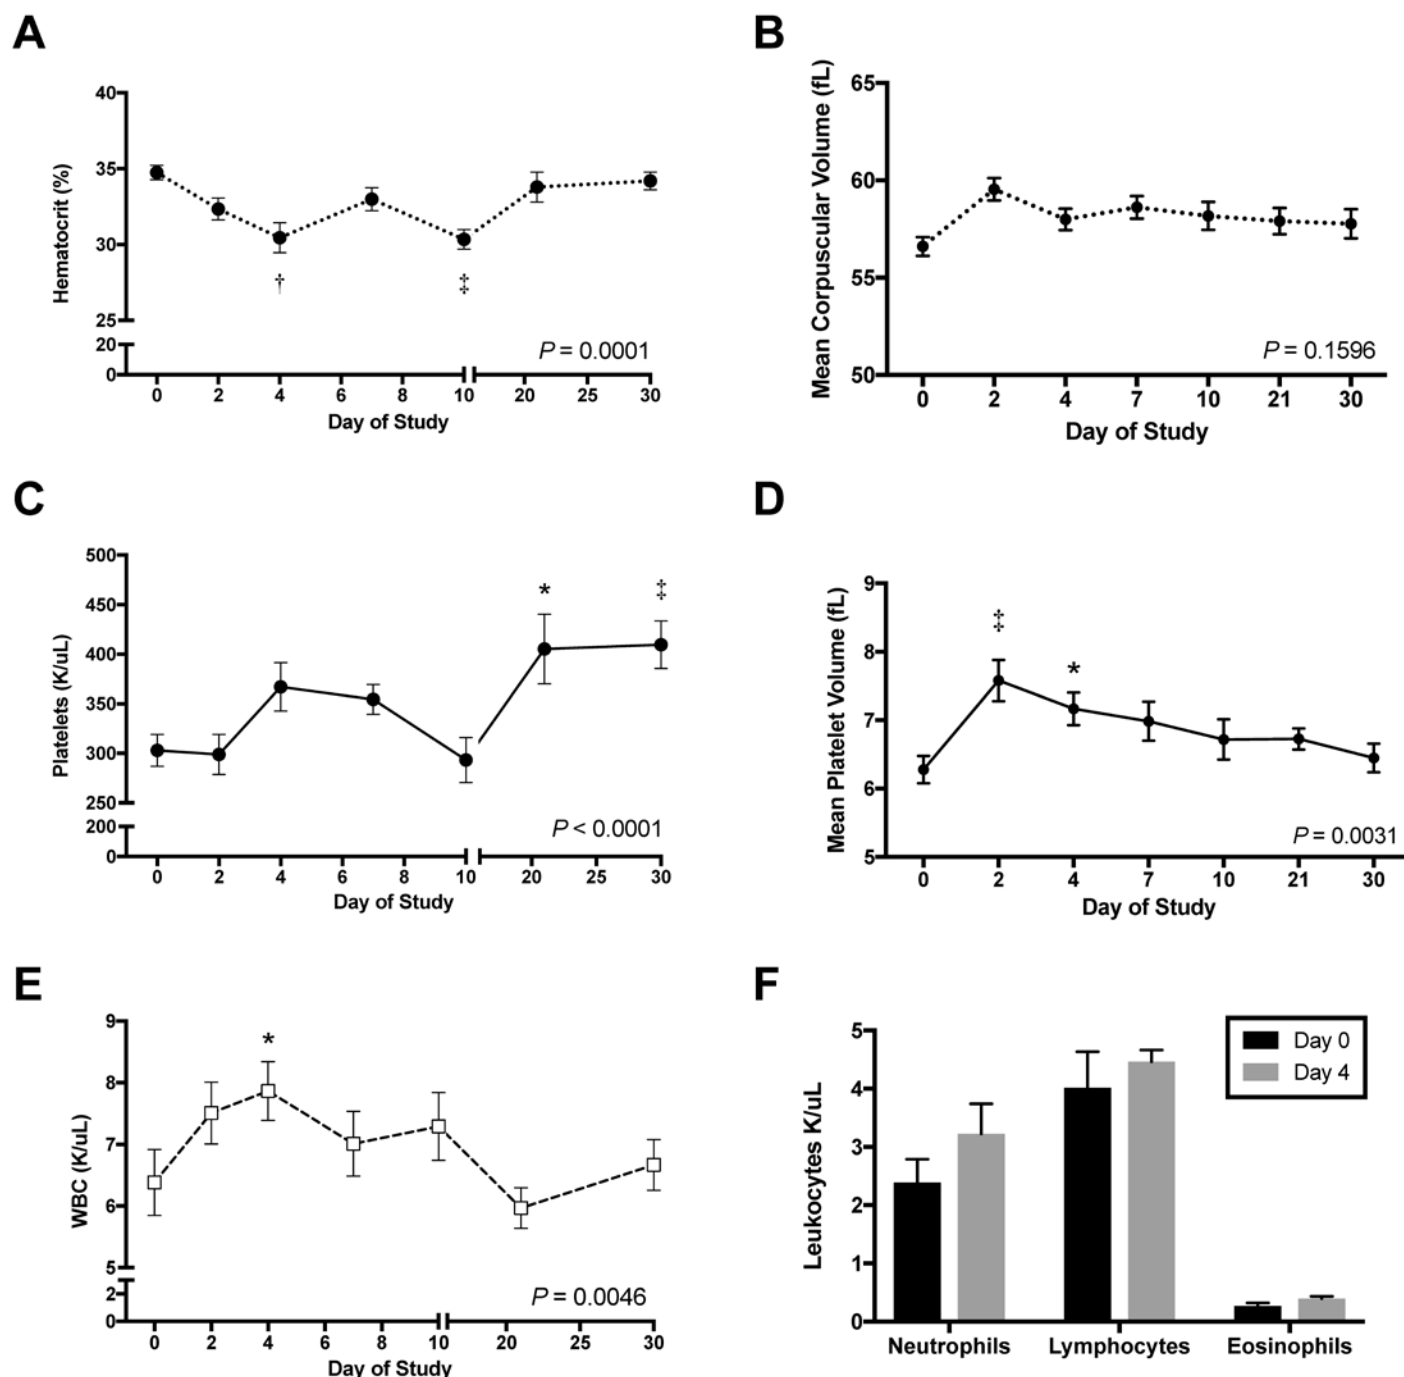 A
40
35
30
25
20
0
Hematocrit (%)
†
‡
P = 0.0001
0 2 4 6 8 10 20 25 30
Day of Study
B
65
60
55
50
Mean Corpuscular Volume (fL)
P = 0.1596
0 2 4 7 10 21 30
Day of Study
C
500
450
400
350
300
250
200
0
Platelets (K/uL)
*
‡
P < 0.0001
0 2 4 6 8 10 20 25 30
Day of Study
D
9
8
7
6
5
Mean Platelet Volume (fL)
‡
*
P = 0.0031
0 2 4 7 10 21 30
Day of Study
E
9
8
7
6
5
2
0
WBC (K/uL)
*
P = 0.0046
0 2 4 6 8 10 20 25 30
Day of Study
F
5
4
3
2
1
0
Leukocytes K/uL
Day 0
Day 4
Neutrophils Lymphocytes Eosinophils